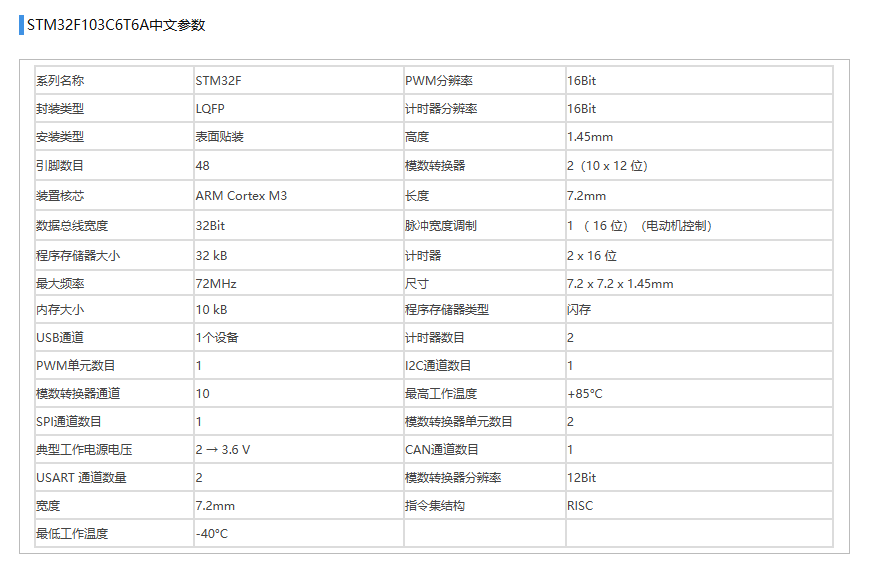 STM32F103C6T6A中文参数
系列名称 STM32F PWM分辨率 16Bit
封装类型 LQFP 计时器分辨率 16Bit
安装类型 表面贴装 高度 1.45mm
引脚数目 48 模数转换器 2（10 x 12 位）
装置核芯 ARM Cortex M3 长度 7.2mm
数据总线宽度 32Bit 脉冲宽度调制 1 （ 16 位）（电动机控制）
程序存储器大小 32 kB 计时器 2 x 16 位
最大频率 72MHz 尺寸 7.2 x 7.2 x 1.45mm
内存大小 10 kB 程序存储器类型 闪存
USB通道 1个设备 计时器数目 2
PWM单元数目 1 I2C通道数目 1
模数转换器通道 10 最高工作温度 +85°C
SPI通道数目 1 模数转换器单元数目 2
典型工作电源电压 2 → 3.6 V CAN通道数目 1
USART 通道数量 2 模数转换器分辨率 12Bit
宽度 7.2mm 指令集结构 RISC
最低工作温度 -40°C